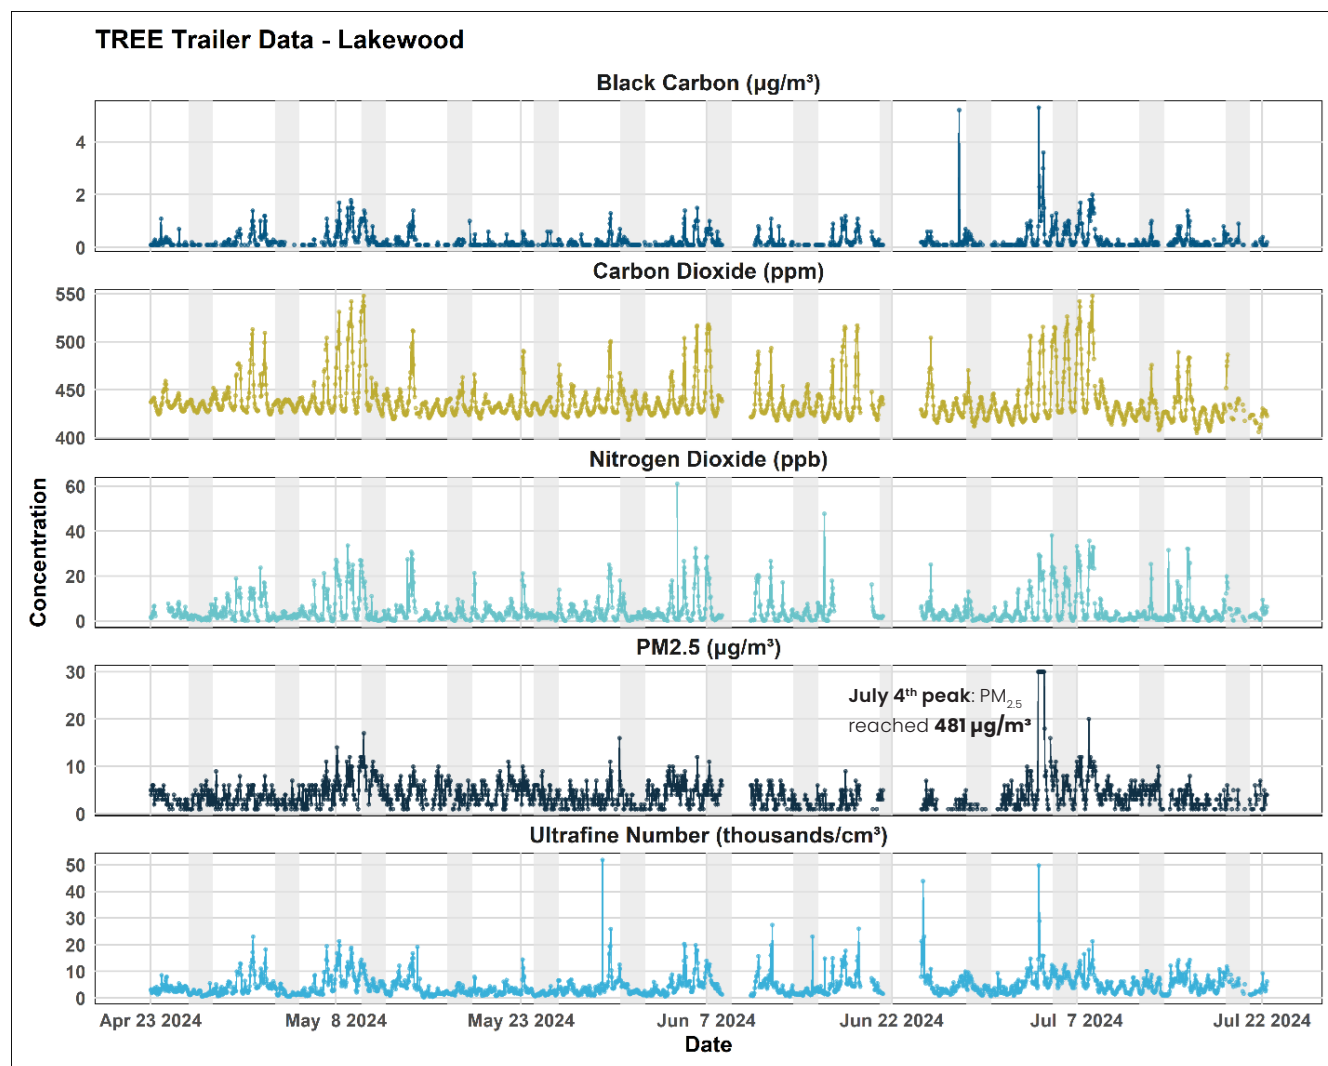 TREE Trailer Data - Lakewood
Black Carbon (µg/m³)
4
2
0
Carbon Dioxide (ppm)
550
500
450
400
Nitrogen Dioxide (ppb)
60
40
20
0
Concentration
PM2.5 (µg/m³)
30
20
10
0
July 4th peak: PM2.5
reached 481 µg/m³
Ultrafine Number (thousands/cm³)
50
40
30
20
10
0
Apr 23 2024 May 8 2024 May 23 2024 Jun 7 2024 Jun 22 2024 Jul 7 2024 Jul 22 2024
Date